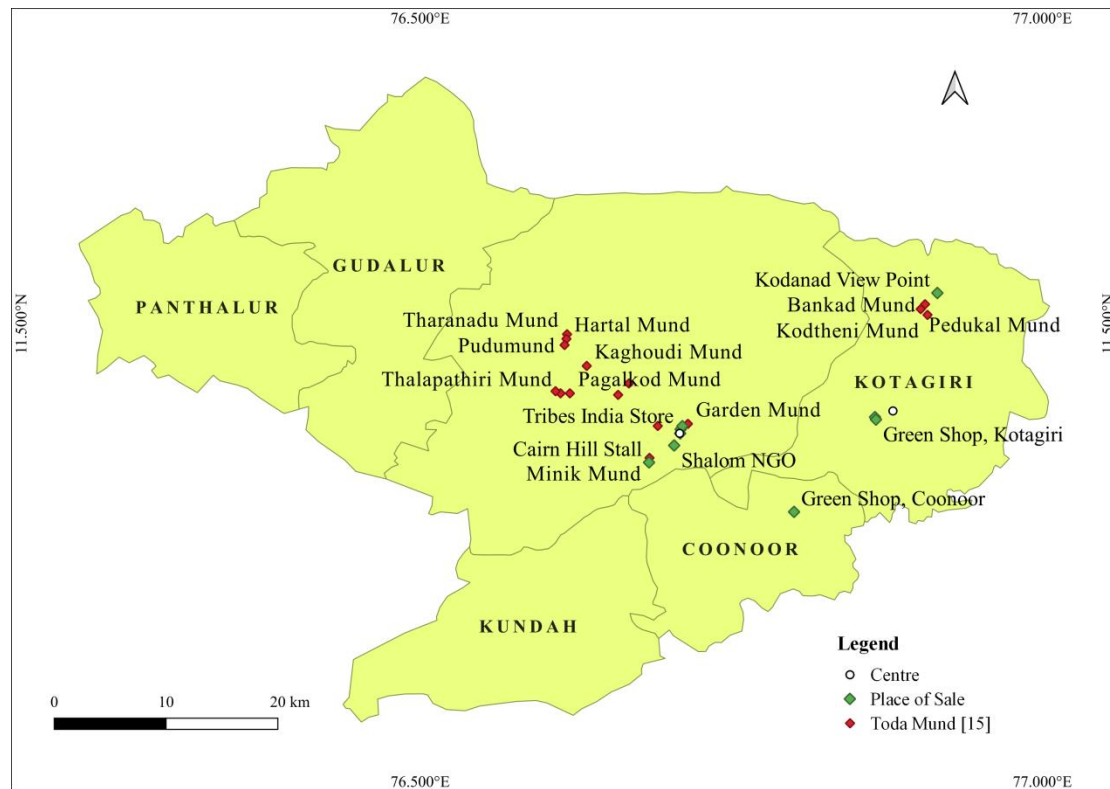 76.500°E
77.000°E
11.500°N
11.500°N
GUDALUR
PANTHALUR
Kodanad View Point
Bankad Mund
Kodtheni Mund
Pedukal Mund
Tharanadu Mund
Hartal Mund
Pudumund
Kaghoudi Mund
Thalapathiri Mund
Pagalkod Mund
KOTAGIRI
Tribes India Store
Garden Mund
Green Shop, Kotagiri
Cairn Hill Stall
Shalom NGO
Minik Mund
Green Shop, Coonoor
COONOOR
KUNDAH
Legend
Centre
Place of Sale
Toda Mund [15]
0 10 20 km
76.500°E
77.000°E